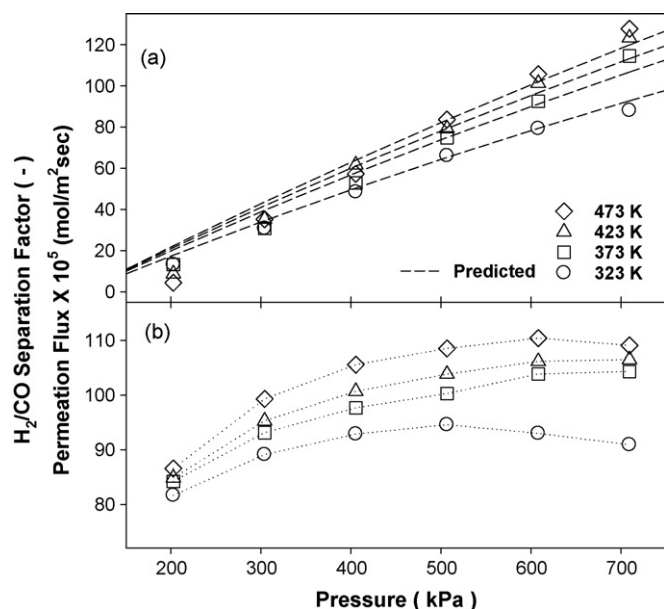 H2/CO Separation Factor ( - )
Permeation Flux X 10^5 (mol/m^2sec)
(a)
120
100
80
60
40
20
0
473 K
423 K
373 K
Predicted
323 K
(b)
110
100
90
80
200 300 400 500 600 700
Pressure ( kPa )